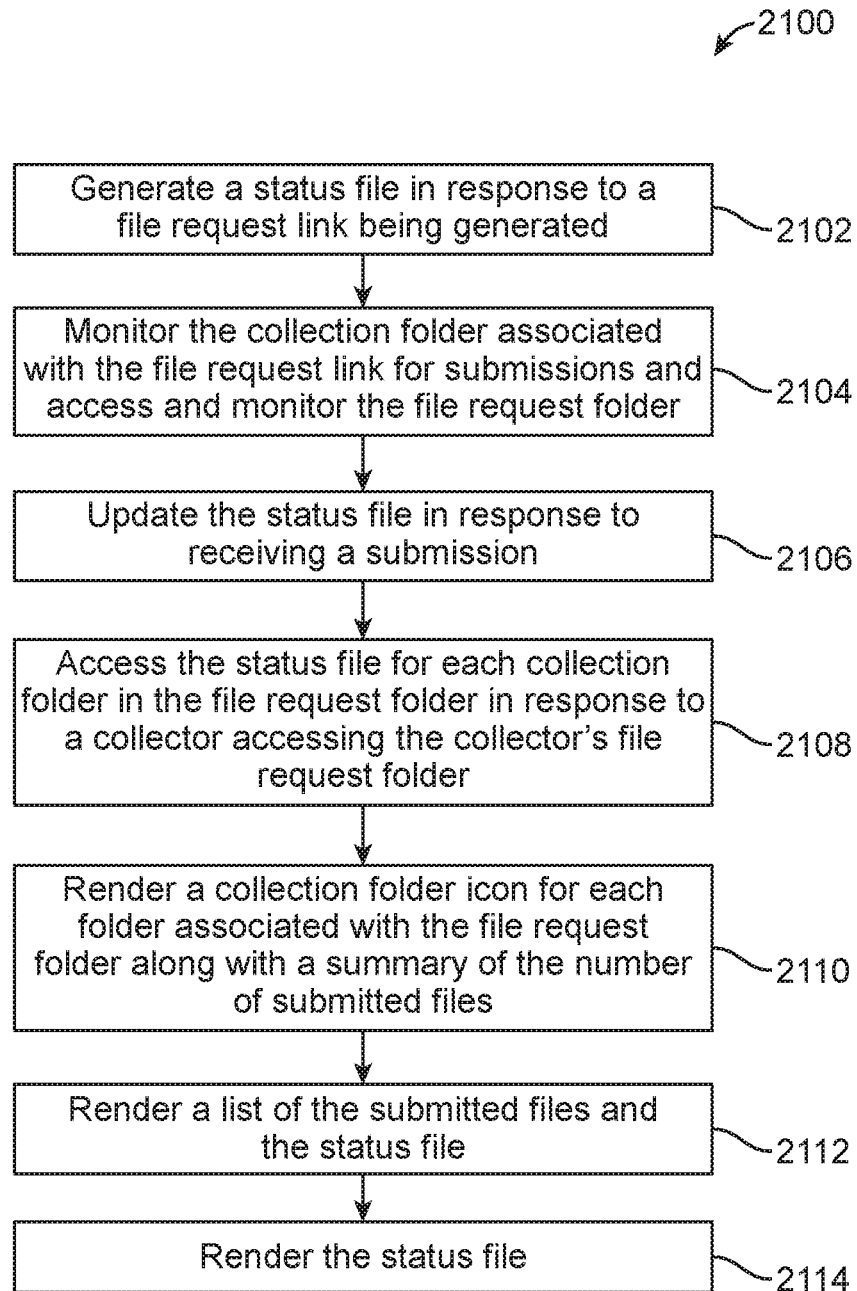 2100
Generate a status file in response to a
file request link being generated
2102
Monitor the collection folder associated
with the file request link for submissions and
access and monitor the file request folder
2104
Update the status file in response to
receiving a submission
2106
Access the status file for each collection
folder in the file request folder in response to
a collector accessing the collector's file
request folder
2108
Render a collection folder icon for each
folder associated with the file request
folder along with a summary of the number
of submitted files
2110
Render a list of the submitted files and
the status file
2112
Render the status file
2114